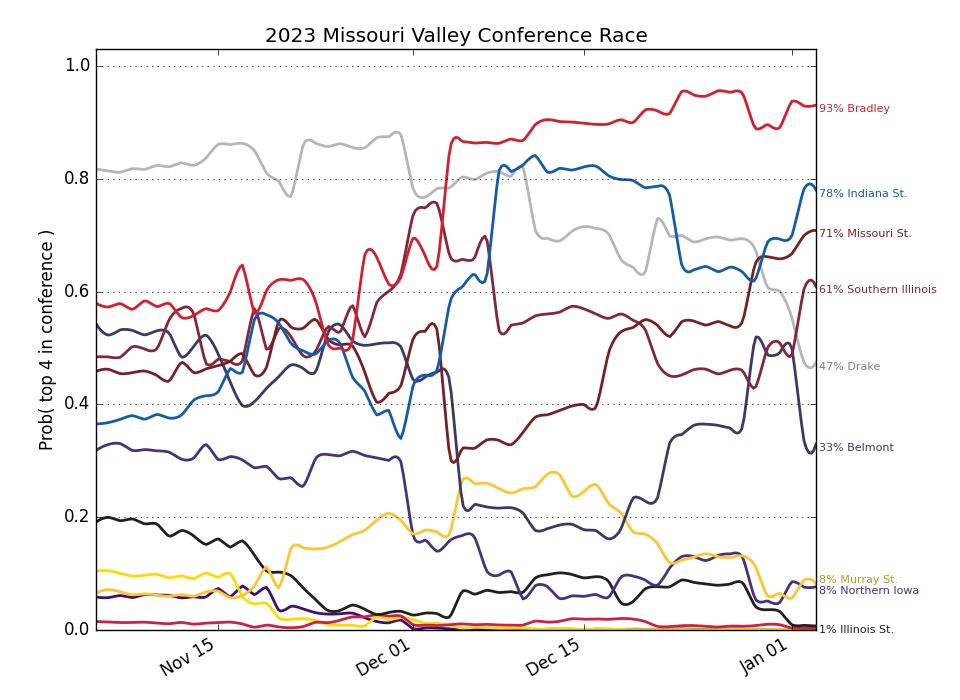 2023 Missouri Valley Conference Race
Prob( top 4 in conference )
1.0
0.8
0.6
0.4
0.2
0.0
Nov 15
Dec 01
Dec 15
Jan 01
93% Bradley
78% Indiana St.
71% Missouri St.
61% Southern Illinois
47% Drake
33% Belmont
8% Murray St.
8% Northern Iowa
1% Illinois St.